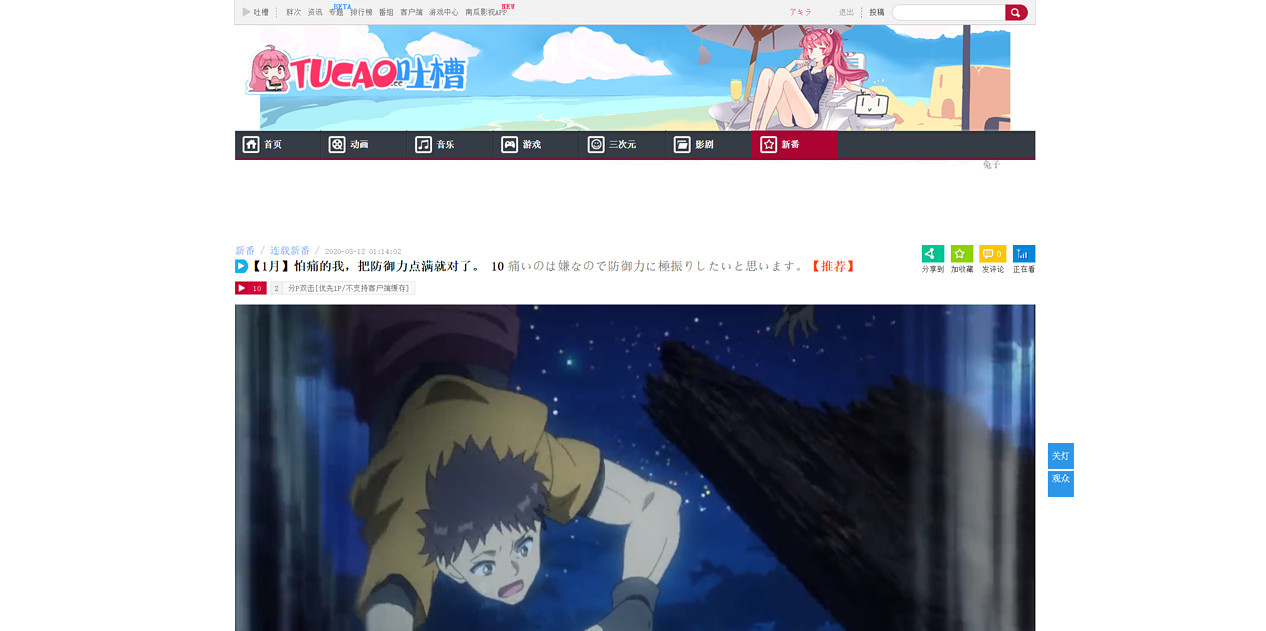 吐槽 胖次 资讯 专题 BETA 排行榜 番组 客户端 游戏中心 南瓜影视APP NEW アキラ 退出 投稿
TUCAO吐槽
.cc
首页 动画 音乐 游戏 三次元 影剧 新番
兔子
新番 / 连载新番 / 2020-03-12 01:14:02
【1月】怕痛的我，把防御力点满就对了。 10 痛いのは嫌なので防御力に極振りしたいと思います。【推荐】
分享到 加收藏 0 发评论 正在看
10 2 分P双击[优先1P/不支持客户端缓存]
关灯
观众